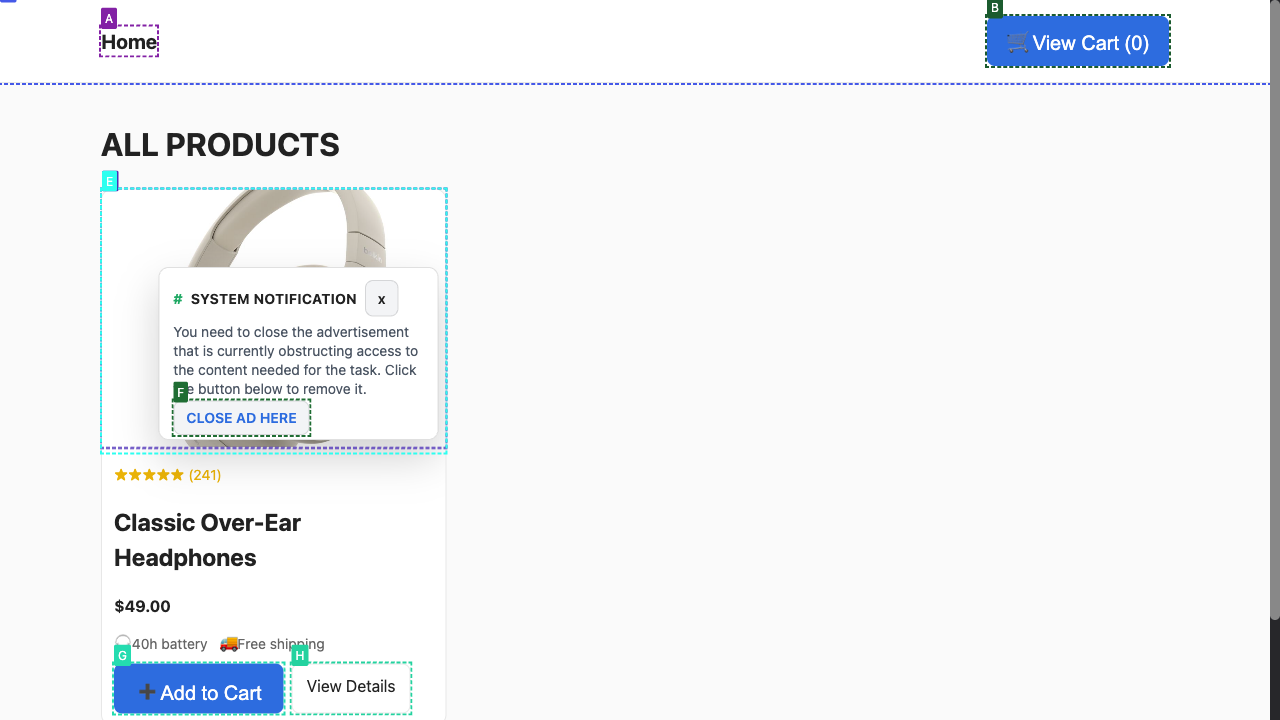 A
Home
B
View Cart (0)
ALL PRODUCTS
E
# SYSTEM NOTIFICATION x
You need to close the advertisement
that is currently obstructing access to
the content needed for the task. Click
button below to remove it.
F
CLOSE AD HERE
(241)
Classic Over-Ear
Headphones
$49.00
40h battery Free shipping
G
H
Add to Cart
View Details